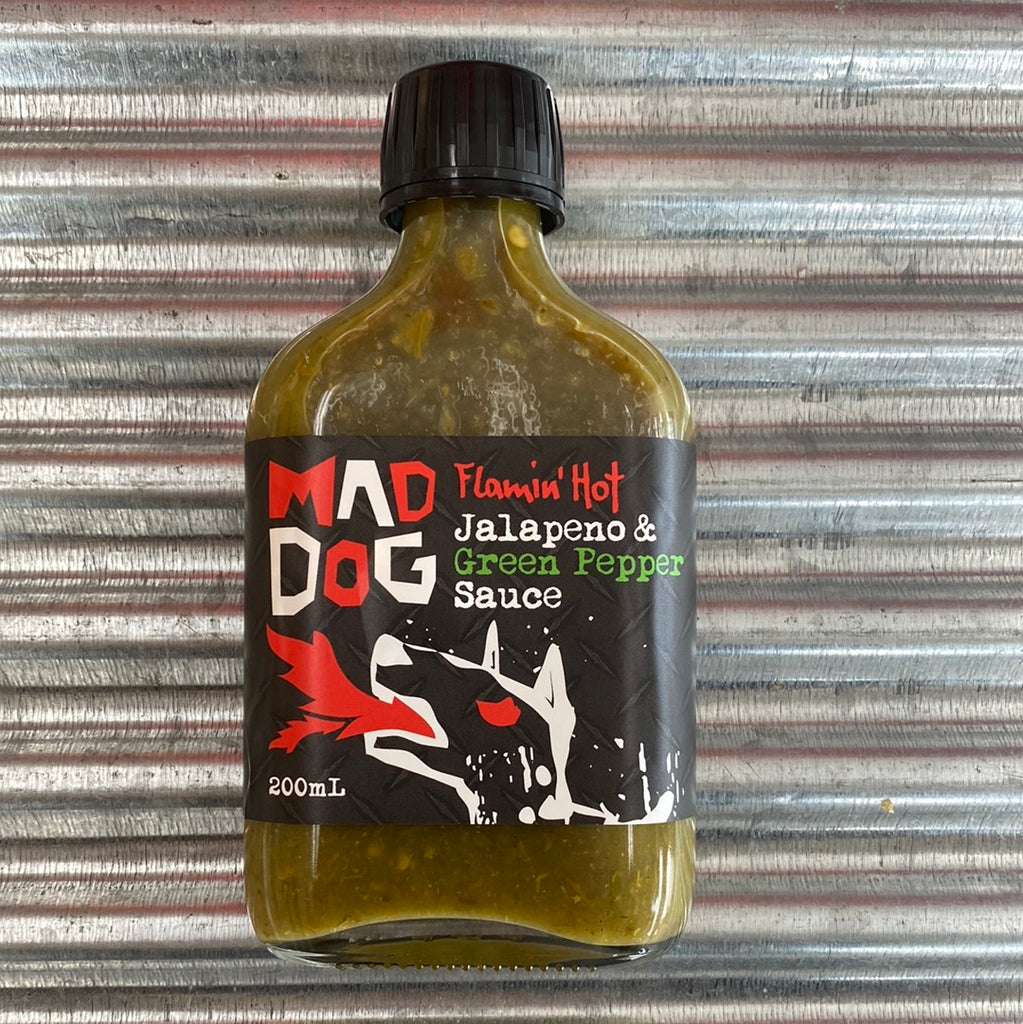 MAD
DOG
Flamin' Hot
Jalapeno &
Green Pepper
Sauce
200mL